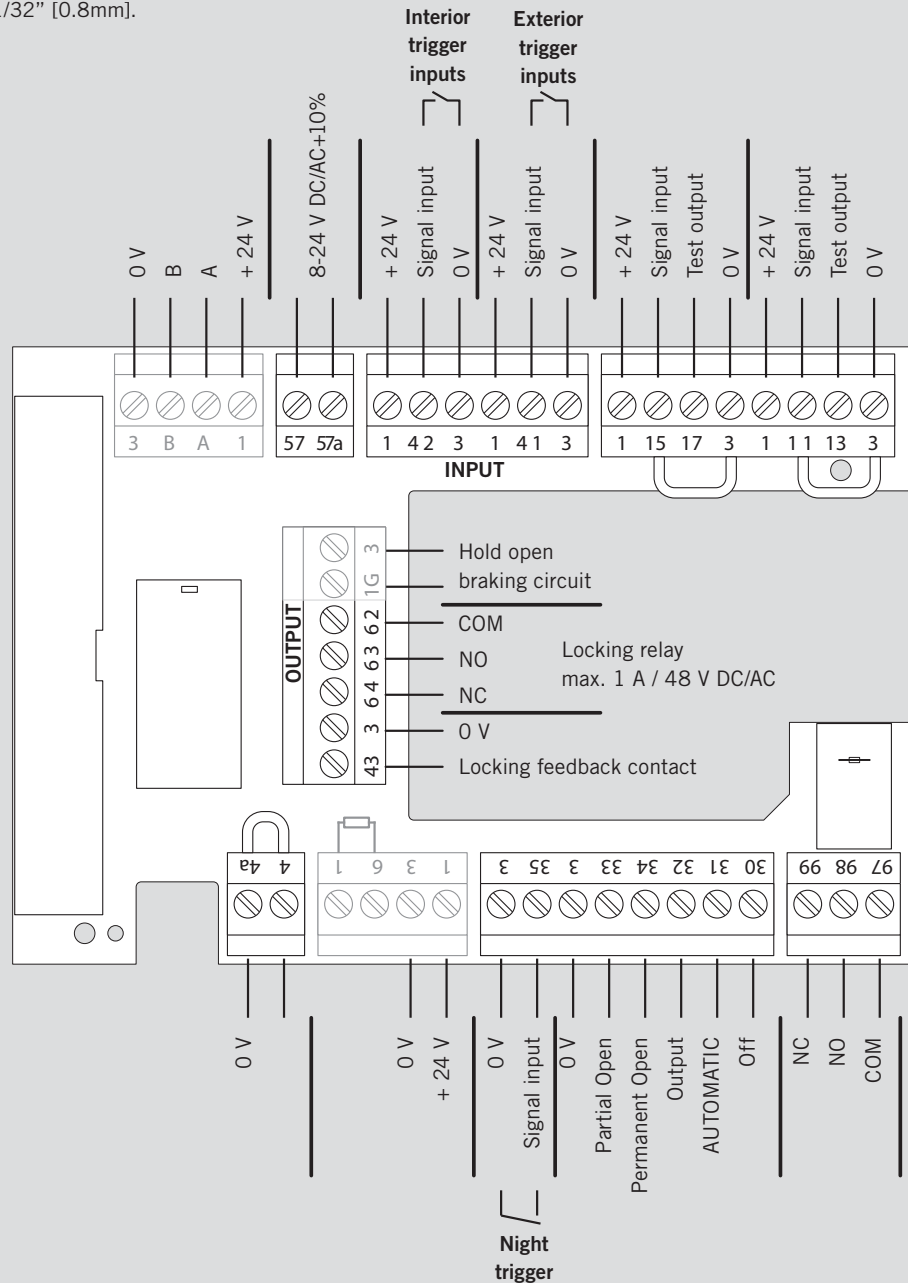 /32” [0.8mm].
Interior
trigger
inputs
Exterior
trigger
inputs
0 V
B
A
+ 24 V
8-24 V DC/AC+10%
+ 24 V
Signal input
0 V
+ 24 V
Signal input
0 V
+ 24 V
Signal input
Test output
0 V
+ 24 V
Signal input
Test output
0 V
3 B A 1
57 57a
1 42 3 1 41 3
1 15 17 3 1 11 13 3
INPUT
OUTPUT
3
1G
62
63
64
3
43
Hold open
braking circuit
COM
NO
NC
Locking relay
max. 1 A / 48 V DC/AC
0 V
Locking feedback contact
4a 4
1 6 3 1
3 35 3 33 34 32 31 30
99 98 97
0 V
0 V
+ 24 V
0 V
Signal input
0 V
Partial Open
Permanent Open
Output
AUTOMATIC
Off
NC
NO
COM
Night
trigger